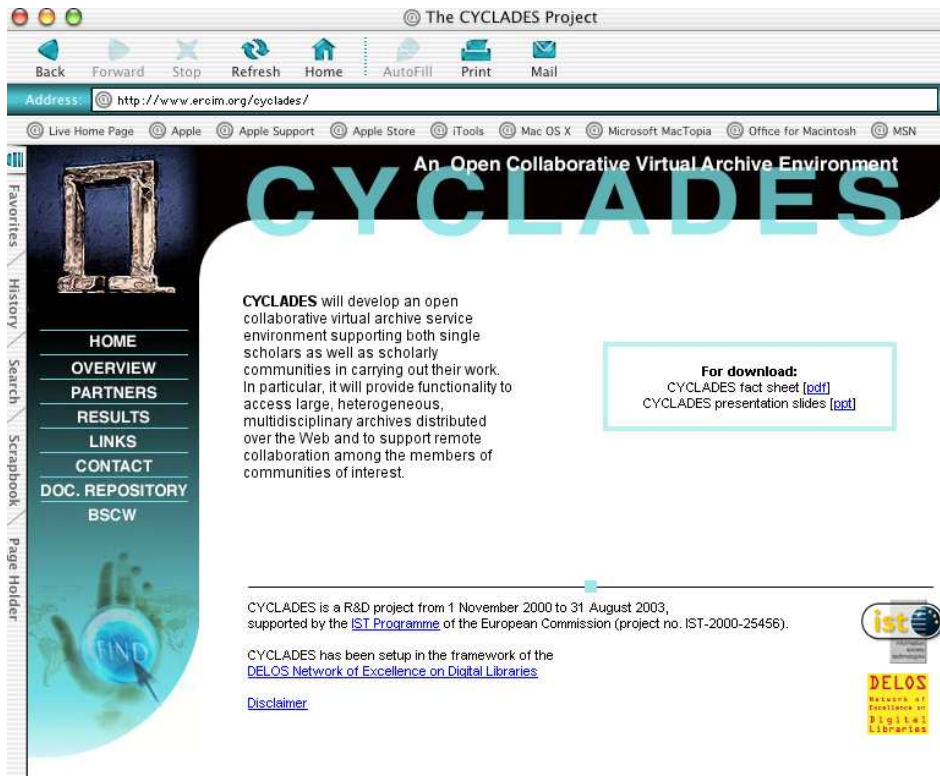 The CYCLADES Project
Back Forward Stop Refresh Home AutoFill Print Mail
Address: http://www.ercim.org/cyclades/
Live Home Page Apple Apple Support Apple Store iTools Mac OS X Microsoft MacTopia Office for Macintosh MSN
Favorites
History
Search
Scrapbook
Page Holder
An Open Collaborative Virtual Archive Environment
CYCLADES
HOME
OVERVIEW
PARTNERS
RESULTS
LINKS
CONTACT
DOC. REPOSITORY
BSCW
FIND
CYCLADES will develop an open
collaborative virtual archive service
environment supporting both single
scholars as well as scholarly
communities in carrying out their work.
In particular, it will provide functionality to
access large, heterogeneous,
multidisciplinary archives distributed
over the Web and to support remote
collaboration among the members of
communities of interest.
For download:
CYCLADES fact sheet [pdf]
CYCLADES presentation slides [ppt]
CYCLADES is a R&D project from 1 November 2000 to 31 August 2003,
supported by the IST Programme of the European Commission (project no. IST-2000-25456).
CYCLADES has been setup in the framework of the
DELOS Network of Excellence on Digital Libraries
Disclaimer
ist
information
society
technologies
DELOS
Network of
Excellence on
Digital
Libraries